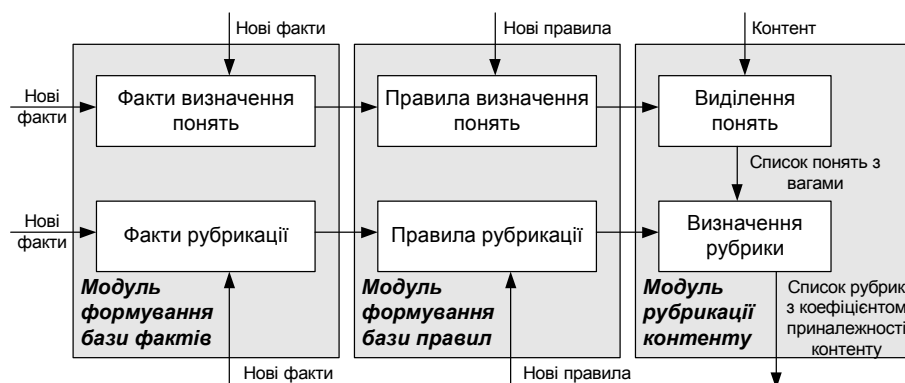 Нові факти
Нові правила
Контент
Нові
факти
Факти визначення
понять
Правила визначення
понять
Виділення
понять
Список понять з
вагами
Нові
факти
Факти рубрикації
Правила рубрикації
Визначення
рубрики
Модуль
формування
бази фактів
Модуль
формування
бази правил
Модуль
рубрикації
контенту
Список рубрик
з коефіцієнтом
приналежності
контенту
Нові факти
Нові правила